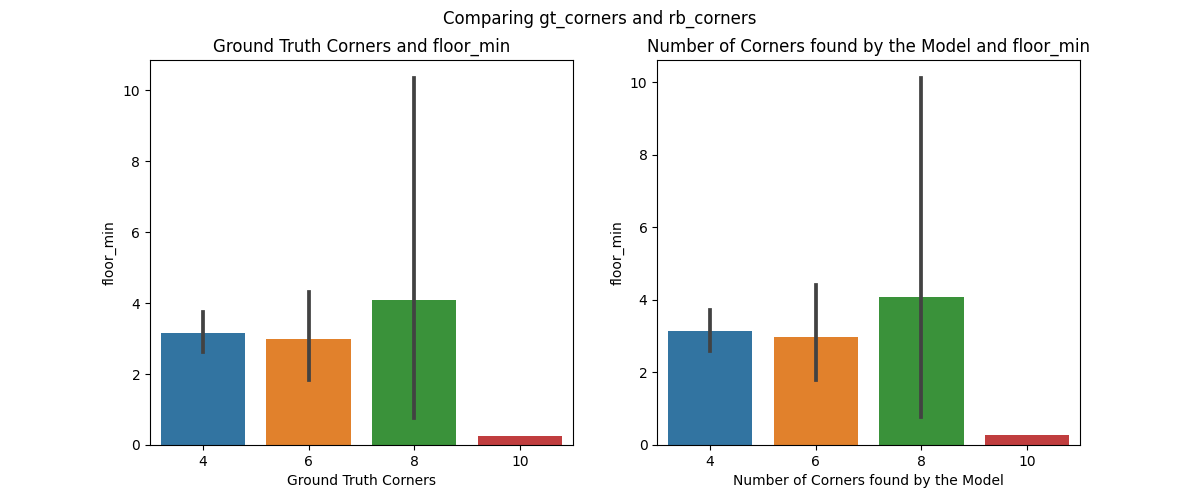 Comparing gt_corners and rb_corners
Ground Truth Corners and floor_min
10
8
6
4
2
0
floor_min
4 6 8 10
Ground Truth Corners
Number of Corners found by the Model and floor_min
10
8
6
4
2
0
floor_min
4 6 8 10
Number of Corners found by the Model